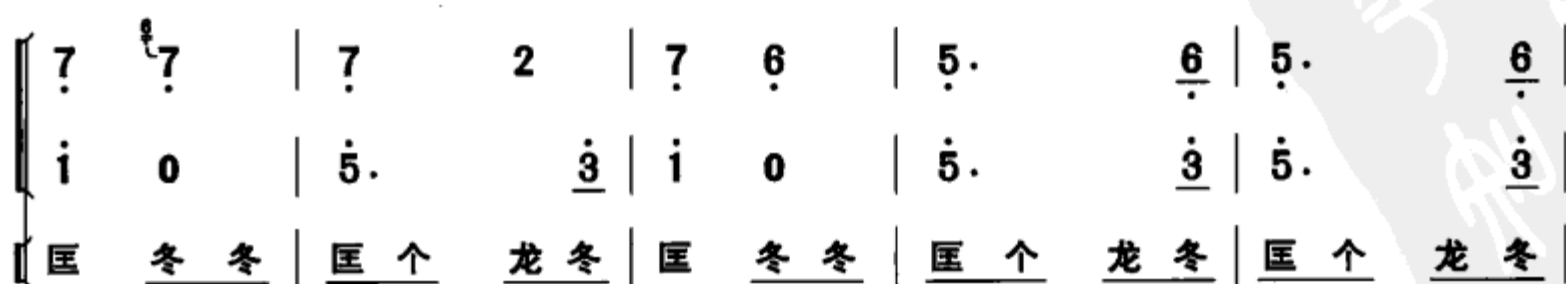 7̣ 6 7̣ | 7̣ 2 | 7̣ 6̣ | 5̣. 6̣ | 5̣. 6̣ |
1̇ 0 | 5̇. 3̇ | 1̇ 0 | 5̇. 3̇ | 5̇. 3̇ |
匡 冬 冬 | 匡 个 龙 冬 | 匡 冬 冬 | 匡 个 龙 冬 | 匡 个 龙 冬 |